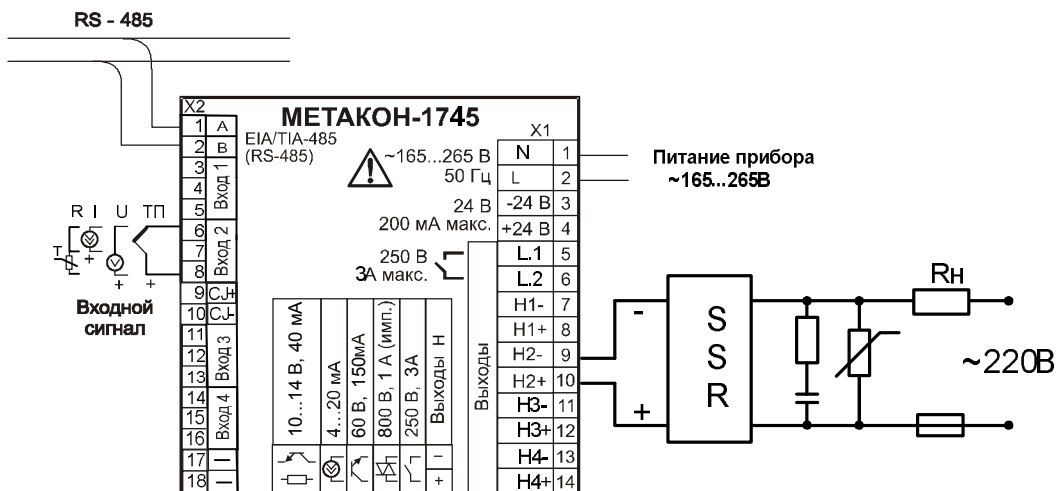 RS - 485
X2
МЕТАКОН-1745
EIA/TIA-485
(RS-485)
1 A
2 B
3
4
5
Вход 1
6
7
8
Вход 2
9 CJ+
10 CJ-
11
12
13
Вход 3
14
15
16
Вход 4
17 –
18 –
R I U ТП
T
+
+ +
Входной
сигнал
~165...265 В
50 Гц
24 В
200 мА макс.
250 В
3А макс.
X1
N 1
L 2
-24 В 3
+24 В 4
L.1 5
L.2 6
H1- 7
H1+ 8
H2- 9
H2+ 10
H3- 11
H3+ 12
H4- 13
H4+ 14
Выходы
10...14 В, 40 мА
4...20 мА
60 В, 150мА
800 В, 1 А (имп.)
250 В, 3А
Выходы Н
–
+
Питание прибора
~165...265В
-
+
S
S
R
Rн
~220В